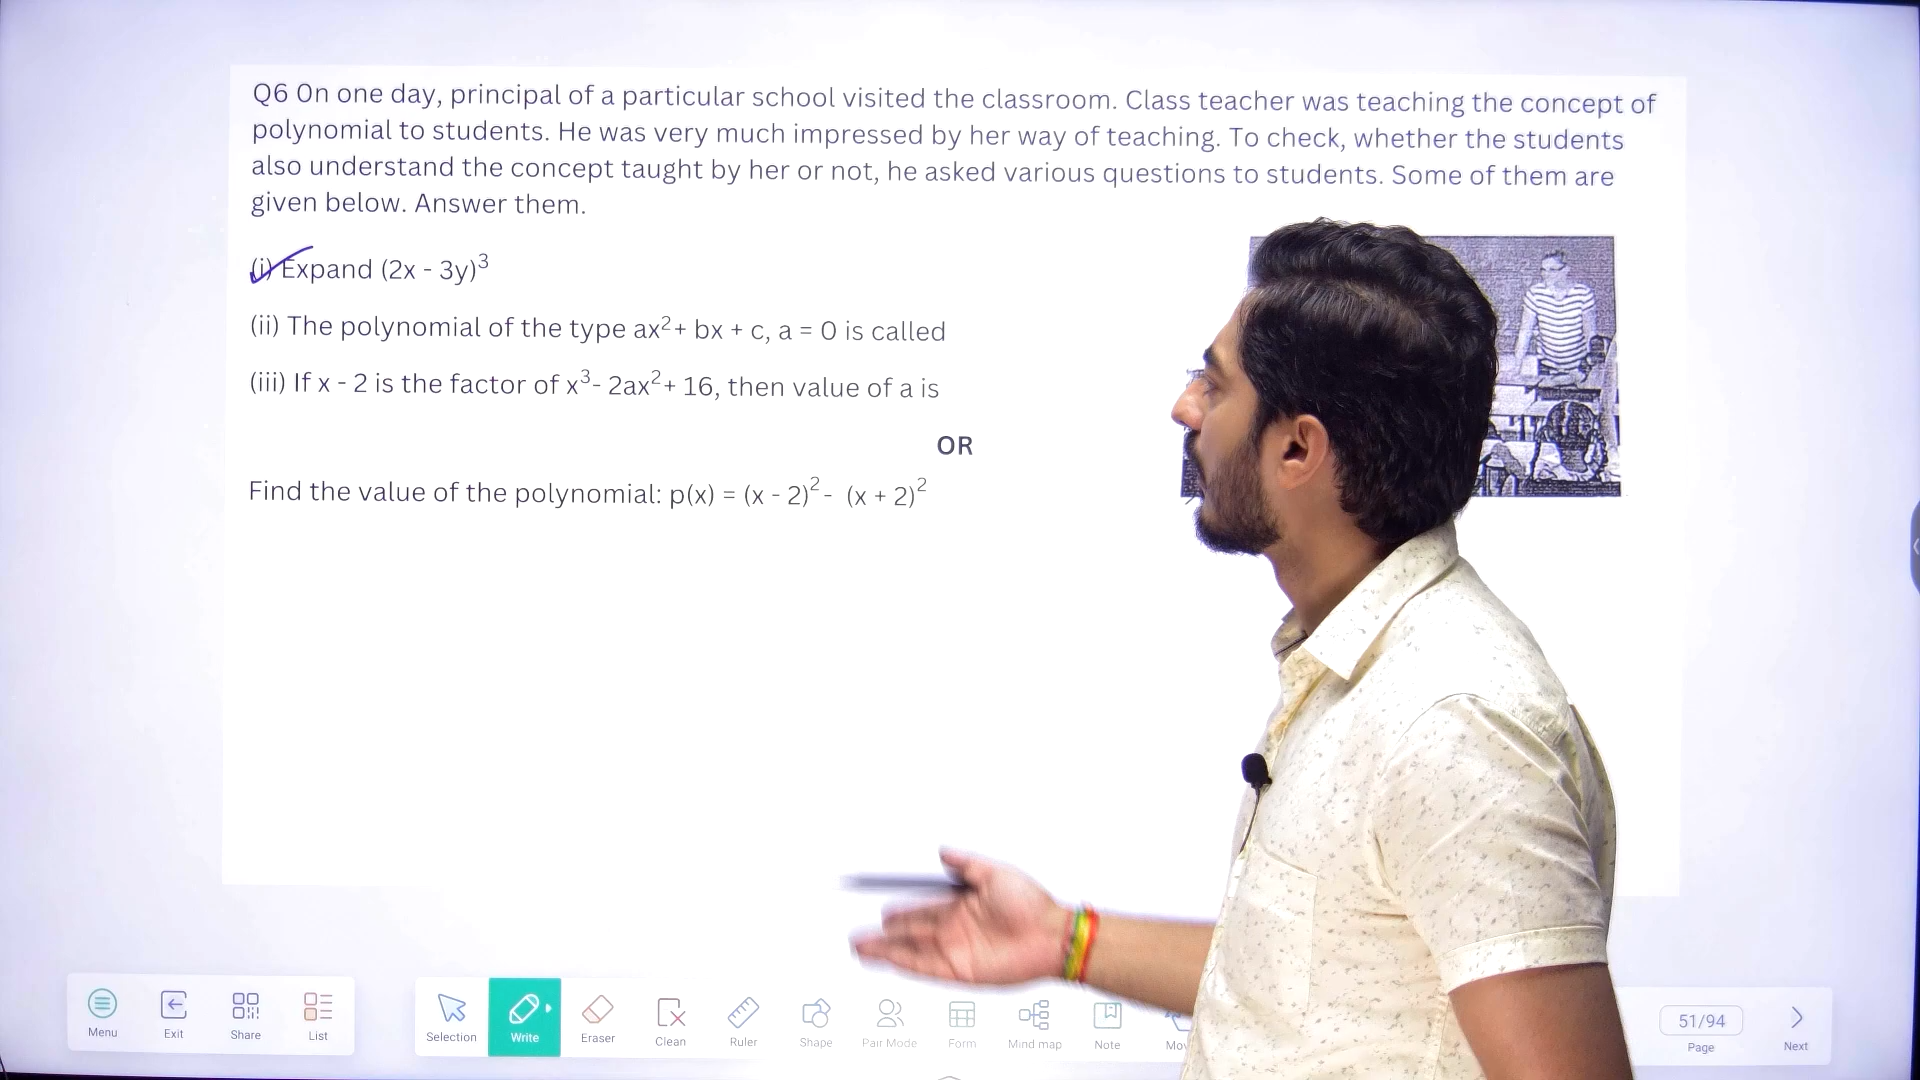 Q6 On one day, principal of a particular school visited the classroom. Class teacher was teaching the concept of
polynomial to students. He was very much impressed by her way of teaching. To check, whether the students
also understand the concept taught by her or not, he asked various questions to students. Some of them are
given below. Answer them.
(i) Expand (2x - 3y)³
(ii) The polynomial of the type ax²+ bx + c, a = 0 is called
(iii) If x - 2 is the factor of x³- 2ax²+ 16, then value of a is
OR
Find the value of the polynomial: p(x) = (x - 2)²- (x + 2)²
Menu Exit Share List Selection Write Eraser Clean Ruler Shape Pair Mode Form Mind map Note
51/94
Page Next